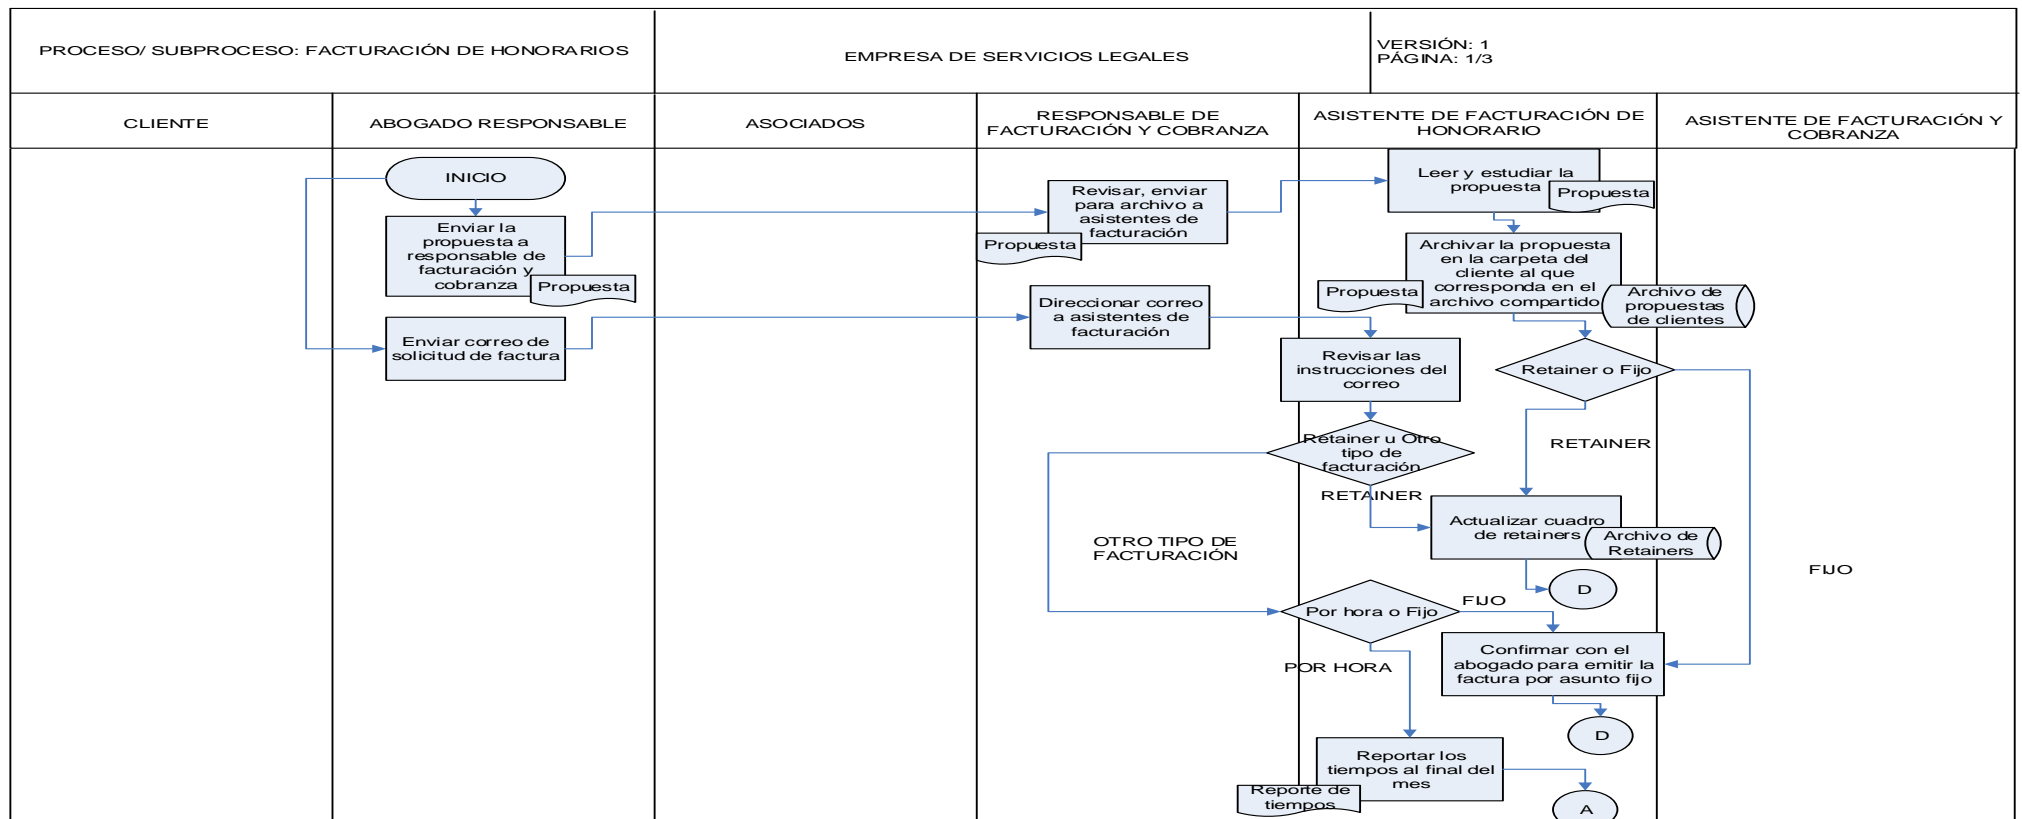 PROCESO/ SUBPROCESO: FACTURACIÓN DE HONORARIOS
EMPRESA DE SERVICIOS LEGALES
VERSIÓN: 1
PÁGINA: 1/3
CLIENTE
ABOGADO RESPONSABLE
ASOCIADOS
RESPONSABLE DE
FACTURACIÓN Y COBRANZA
ASISTENTE DE FACTURACIÓN DE
HONORARIO
ASISTENTE DE FACTURACIÓN Y
COBRANZA
INICIO
Enviar la
propuesta a
responsable de
facturación y
cobranza
Propuesta
Revisar, enviar
para archivo a
asistentes de
facturación
Propuesta
Leer y estudiar la
propuesta
Propuesta
Archivar la propuesta
en la carpeta del
cliente al que
corresponda en el
archivo compartido
Propuesta
Archivo de
propuestas
de clientes
Enviar correo de
solicitud de factura
Direccionar correo
a asistentes de
facturación
Revisar las
instrucciones del
correo
Retainer o Fijo
Retainer u Otro
tipo de
facturación
RETAINER
RETAINER
Actualizar cuadro
de retainers
Archivo de
Retainers
OTRO TIPO DE
FACTURACIÓN
FIJO
D
Por hora o Fijo
FIJO
POR HORA
Confirmar con el
abogado para emitir la
factura por asunto fijo
D
Reportar los
tiempos al final del
mes
Reporte de
tiempos
A